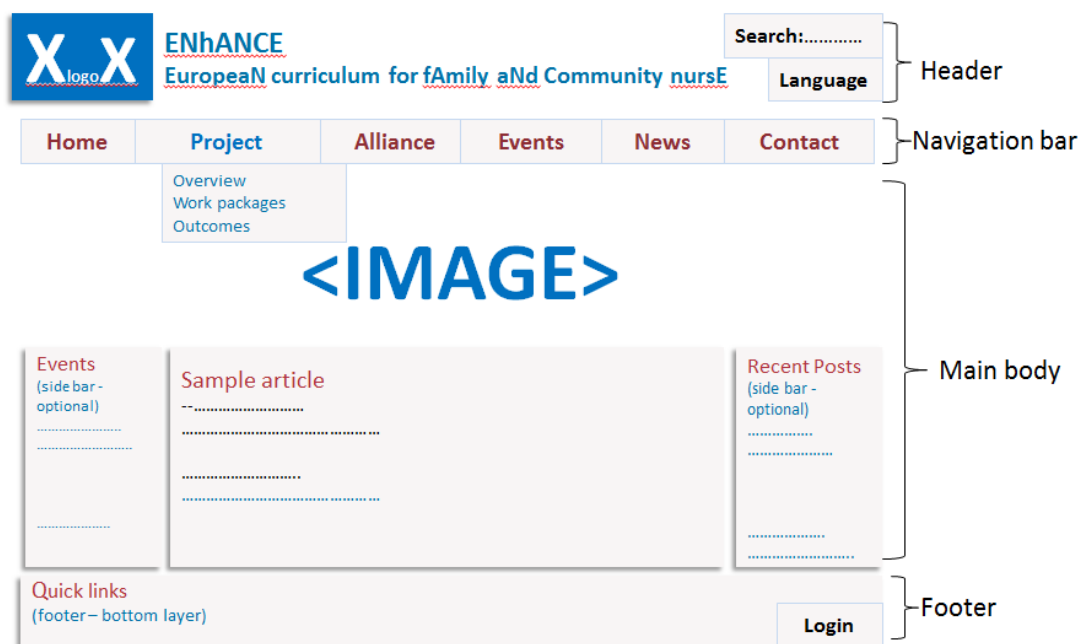 X logo X
ENhANCE
EuropeaN curriculum for fAmily aNd Community nursE
Search:…………
Language
Header
Home Project Alliance Events News Contact
Navigation bar
Overview
Work packages
Outcomes
<IMAGE>
Main body
Events
(side bar -
optional)
…………………..
……………………..
………………..
Sample article
--………………………
…………………………………………
………………………..
…………………………………………
Recent Posts
(side bar -
optional)
…………….
…………………
……………….
……………………..
Quick links
(footer – bottom layer)
Login
Footer